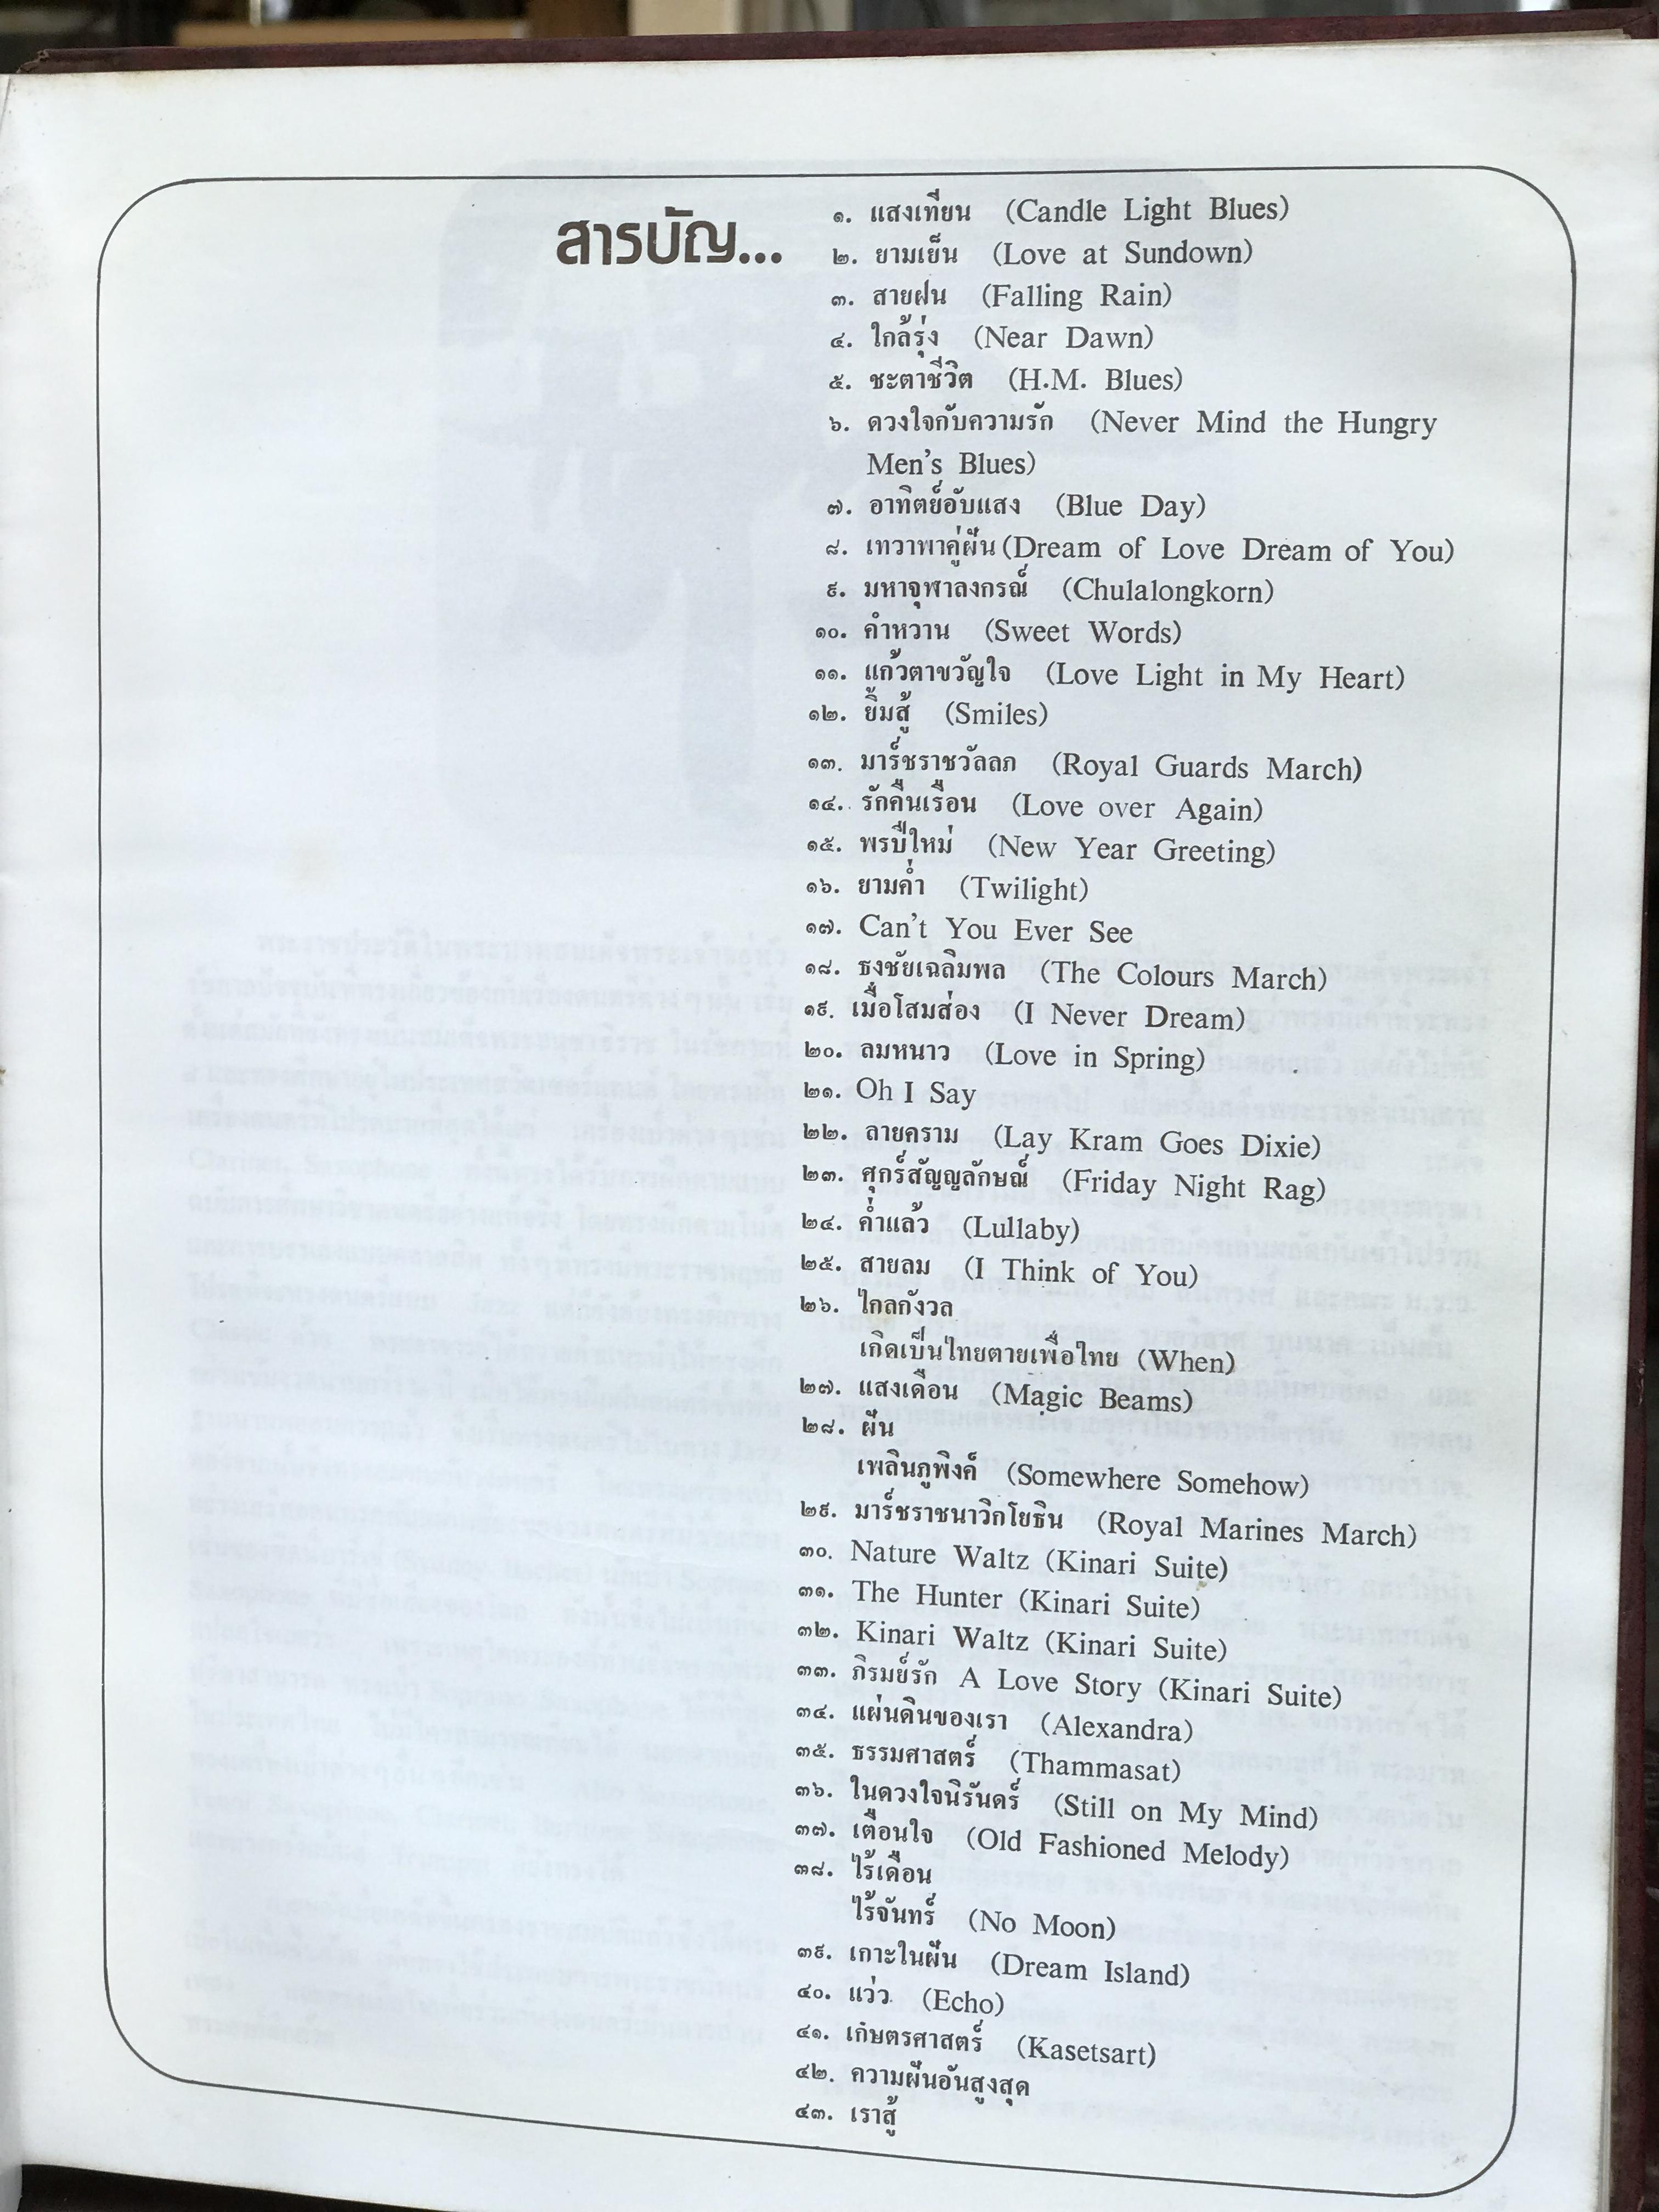 สารบัญ...
๑. แสงเทียน (Candle Light Blues)
๒. ยามเย็น (Love at Sundown)
๓. สายฝน (Falling Rain)
๔. ใกล้รุ่ง (Near Dawn)
๕. ชะตาชีวิต (H.M. Blues)
๖. ดวงใจกับความรัก (Never Mind the Hungry
Men's Blues)
๗. อาทิตย์อับแสง (Blue Day)
๘. เทวาพาคู่ฝัน (Dream of Love Dream of You)
๙. มหาจุฬาลงกรณ์ (Chulalongkorn)
๑๐. คำหวาน (Sweet Words)
๑๑. แก้วตาขวัญใจ (Love Light in My Heart)
๑๒. ยิ้มสู้ (Smiles)
๑๓. มาร์ชราชวัลลภ (Royal Guards March)
๑๔. รักคืนเรือน (Love over Again)
๑๕. พรปีใหม่ (New Year Greeting)
๑๖. ยามค่ำ (Twilight)
๑๗. Can't You Ever See
๑๘. ธงชัยเฉลิมพล (The Colours March)
๑๙. เมื่อโสมส่อง (I Never Dream)
๒๐. ลมหนาว (Love in Spring)
๒๑. Oh I Say
๒๒. ลายคราม (Lay Kram Goes Dixie)
๒๓. ศุกร์สัญญลักษณ์ (Friday Night Rag)
๒๔. ค่ำแล้ว (Lullaby)
๒๕. สายลม (I Think of You)
๒๖. ไกลกังวล
เกิดเป็นไทยตายเพื่อไทย (When)
๒๗. แสงเดือน (Magic Beams)
๒๘. ฝัน
เพลินภูพิงค์ (Somewhere Somehow)
๒๙. มาร์ชราชนาวิกโยธิน (Royal Marines March)
๓๐. Nature Waltz (Kinari Suite)
๓๑. The Hunter (Kinari Suite)
๓๒. Kinari Waltz (Kinari Suite)
๓๓. ภิรมย์รัก A Love Story (Kinari Suite)
๓๔. แผ่นดินของเรา (Alexandra)
๓๕. ธรรมศาสตร์ (Thammasat)
๓๖. ในดวงใจนิรันดร์ (Still on My Mind)
๓๗. เตือนใจ (Old Fashioned Melody)
๓๘. ไร้เดือน
ไร้จันทร์ (No Moon)
๓๙. เกาะในฝัน (Dream Island)
๔๐. แว่ว (Echo)
๔๑. เกษตรศาสตร์ (Kasetsart)
๔๒. ความฝันอันสูงสุด
๔๓. เราสู้